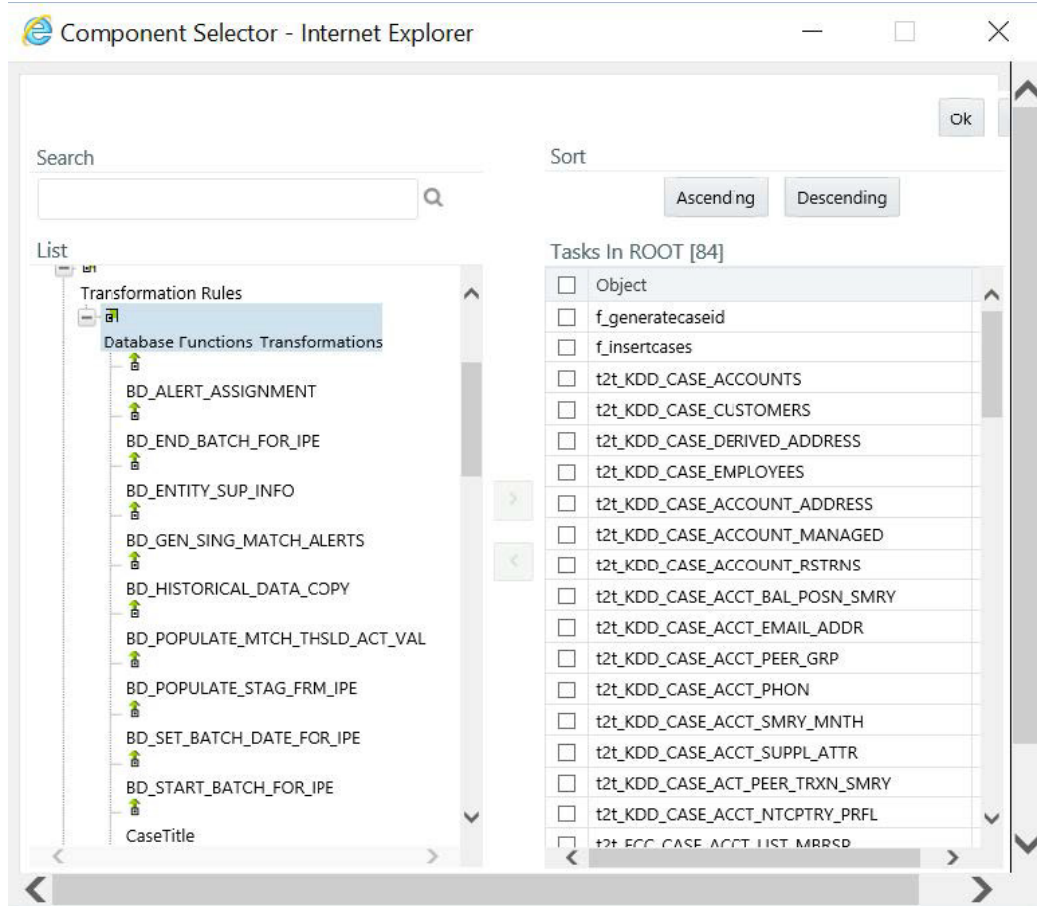 Component Selector - Internet Explorer
Ok
Search
Sort
Ascending
Descending
List
Tasks In ROOT [84]
Transformation Rules
Database Functions Transformations
BD_ALERT_ASSIGNMENT
BD_END_BATCH_FOR_IPE
BD_ENTITY_SUP_INFO
BD_GEN_SING_MATCH_ALERTS
BD_HISTORICAL_DATA_COPY
BD_POPULATE_MTCH_THSLD_ACT_VAL
BD_POPULATE_STAG_FRM_IPE
BD_SET_BATCH_DATE_FOR_IPE
BD_START_BATCH_FOR_IPE
CaseTitle
Object
f_generatecaseid
f_insertcases
t2t_KDD_CASE_ACCOUNTS
t2t_KDD_CASE_CUSTOMERS
t2t_KDD_CASE_DERIVED_ADDRESS
t2t_KDD_CASE_EMPLOYEES
t2t_KDD_CASE_ACCOUNT_ADDRESS
t2t_KDD_CASE_ACCOUNT_MANAGED
t2t_KDD_CASE_ACCOUNT_RSTRNS
t2t_KDD_CASE_ACCT_BAL_POSN_SMRY
t2t_KDD_CASE_ACCT_EMAIL_ADDR
t2t_KDD_CASE_ACCT_PEER_GRP
t2t_KDD_CASE_ACCT_PHON
t2t_KDD_CASE_ACCT_SMRY_MNTH
t2t_KDD_CASE_ACCT_SUPPL_ATTR
t2t_KDD_CASE_ACT_PEER_TRXN_SMRY
t2t_KDD_CASE_ACCT_NTCPTRY_PRFL
t2t_FCC_CASE_ACCT_LIST_MBRSP